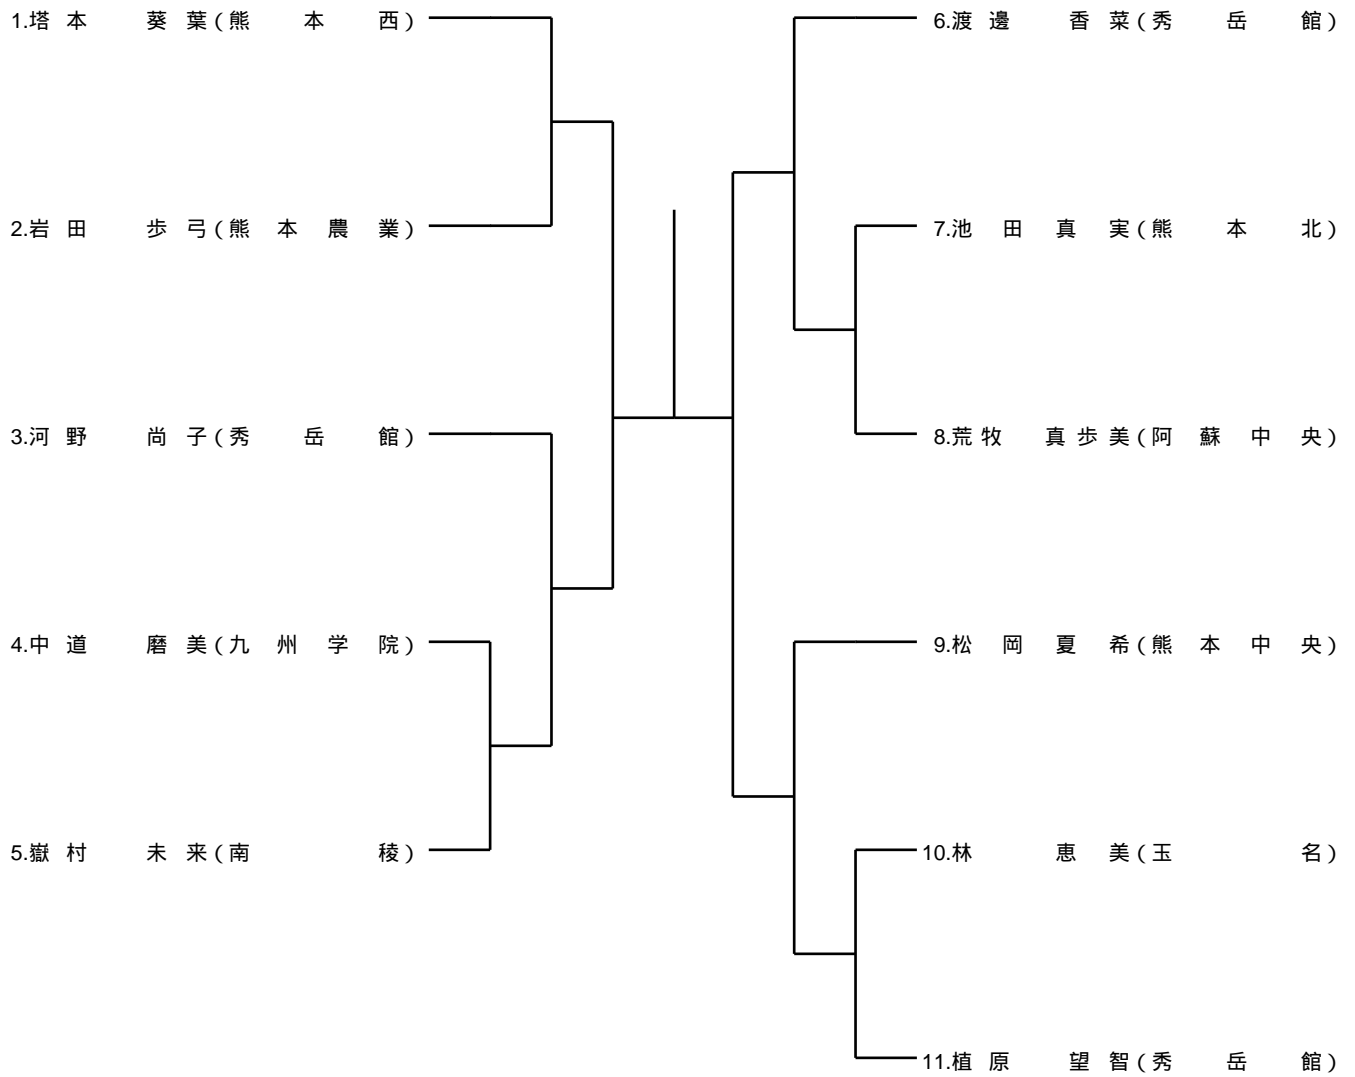 1.塔本 葵葉(熊本西)
2.岩田 歩弓(熊本農業)
3.河野 尚子(秀岳館)
4.中道 磨美(九州学院)
5.嶽村 未来(南稜)
6.渡邉 香菜(秀岳館)
7.池田真実(熊本北)
8.荒牧 真歩美(阿蘇中央)
9.松岡夏希(熊本中央)
10.林 恵美(玉名)
11.植原 望智(秀岳館)